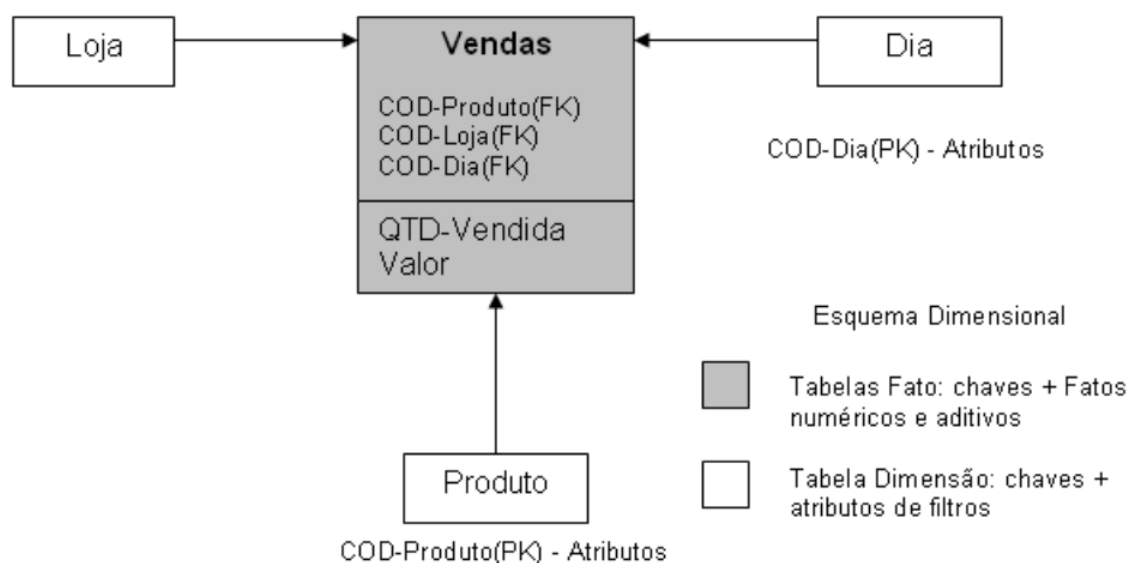 Loja
Vendas
Dia
COD-Produto(FK)
COD-Loja(FK)
COD-Dia(FK)
COD-Dia(PK) - Atributos
QTD-Vendida
Valor
Esquema Dimensional
Tabelas Fato: chaves + Fatos
numéricos e aditivos
Produto
Tabela Dimensão: chaves +
atributos de filtros
COD-Produto(PK) - Atributos